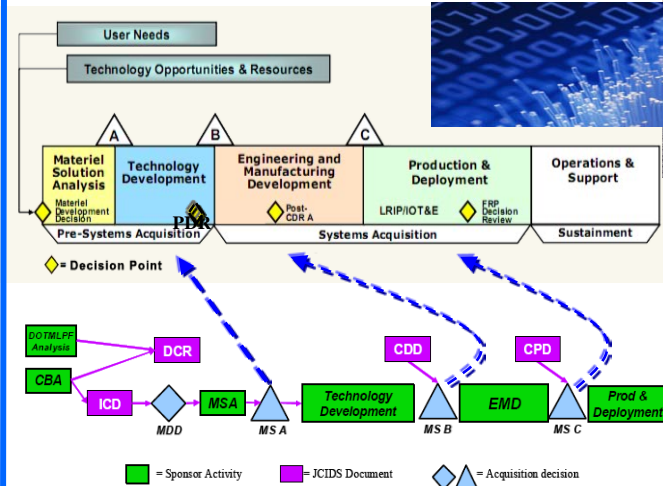 User Needs
Technology Opportunities & Resources
A
B
C
Materiel
Solution
Analysis
Technology
Development
Engineering and
Manufacturing
Development
Production &
Deployment
Operations &
Support
Materiel
Development
Decision
PDR
Post-
CDR A
LRIP/IOT&E
FRP
Decision
Review
Pre-Systems Acquisition
Systems Acquisition
Sustainment
= Decision Point
DOTMLPF
Analysis
DCR
CBA
ICD
MDD
MSA
MS A
Technology
Development
CDD
MS B
EMD
CPD
MS C
Prod &
Deployment
= Sponsor Activity
= JCIDS Document
= Acquisition decision